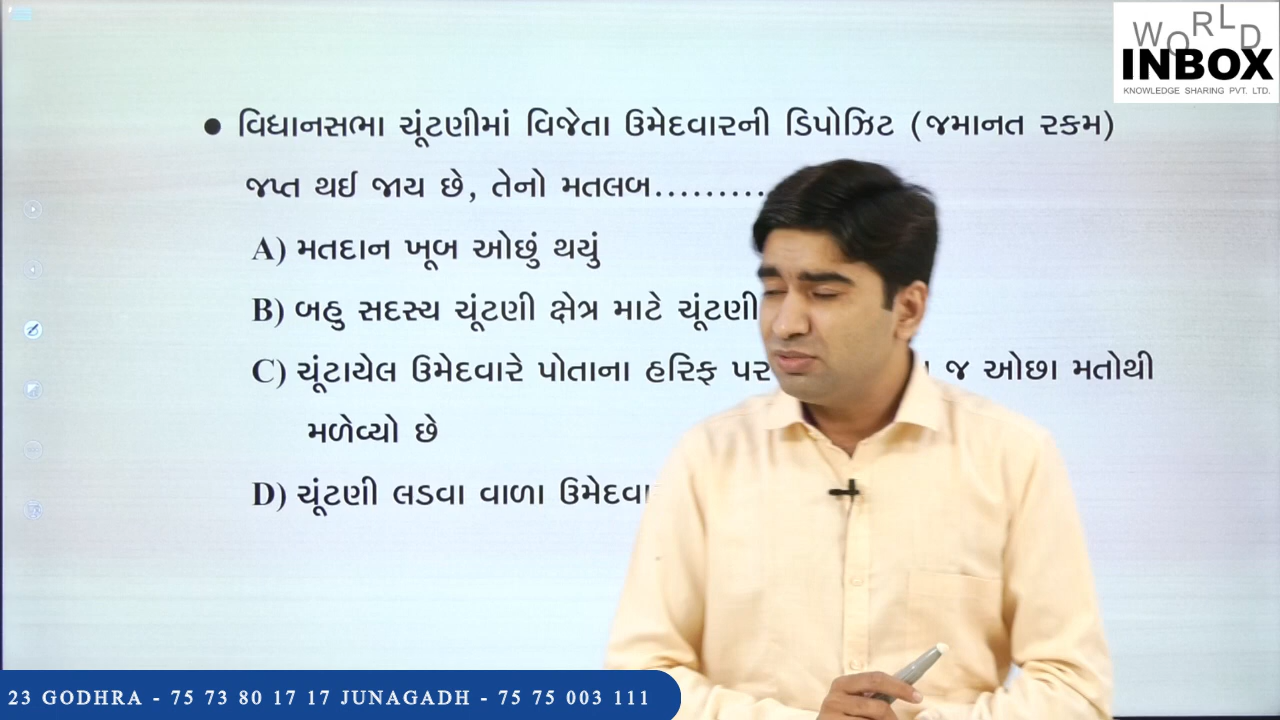 WORLD
INBOX
KNOWLEDGE SHARING PVT. LTD.
● વિધાનસભા ચૂંટણીમાં વિજેતા ઉમેદવારની ડિપોઝિટ (જમાનત રકમ)
જપ્ત થઈ જાય છે, તેનો મતલબ.........
A) મતદાન ખૂબ ઓછું થયું
B) બહુ સદસ્ય ચૂંટણી ક્ષેત્ર માટે ચૂંટણી
C) ચૂંટાયેલ ઉમેદવારે પોતાના હરિફ પર જ ઓછા મતોથી
મળેવ્યો છે
D) ચૂંટણી લડવા વાળા
23 GODHRA - 75 73 80 17 17 JUNAGADH - 75 75 003 111